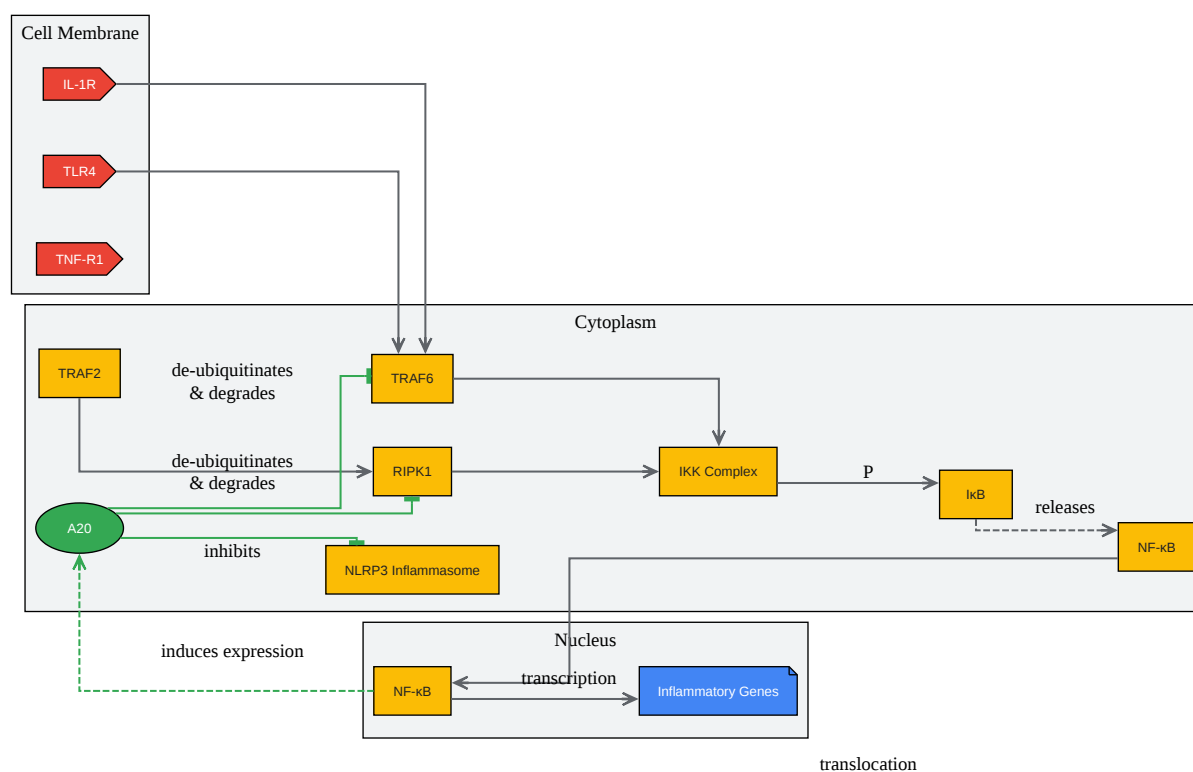 Cell Membrane
IL-1R
TLR4
TNF-R1
Cytoplasm
TRAF2
de-ubiquitinates
& degrades
TRAF6
de-ubiquitinates
& degrades
RIPK1
IKK Complex
P
IκB
releases
A20
inhibits
NLRP3 Inflammasome
NF-κB
Nucleus
induces expression
NF-κB
transcription
Inflammatory Genes
translocation